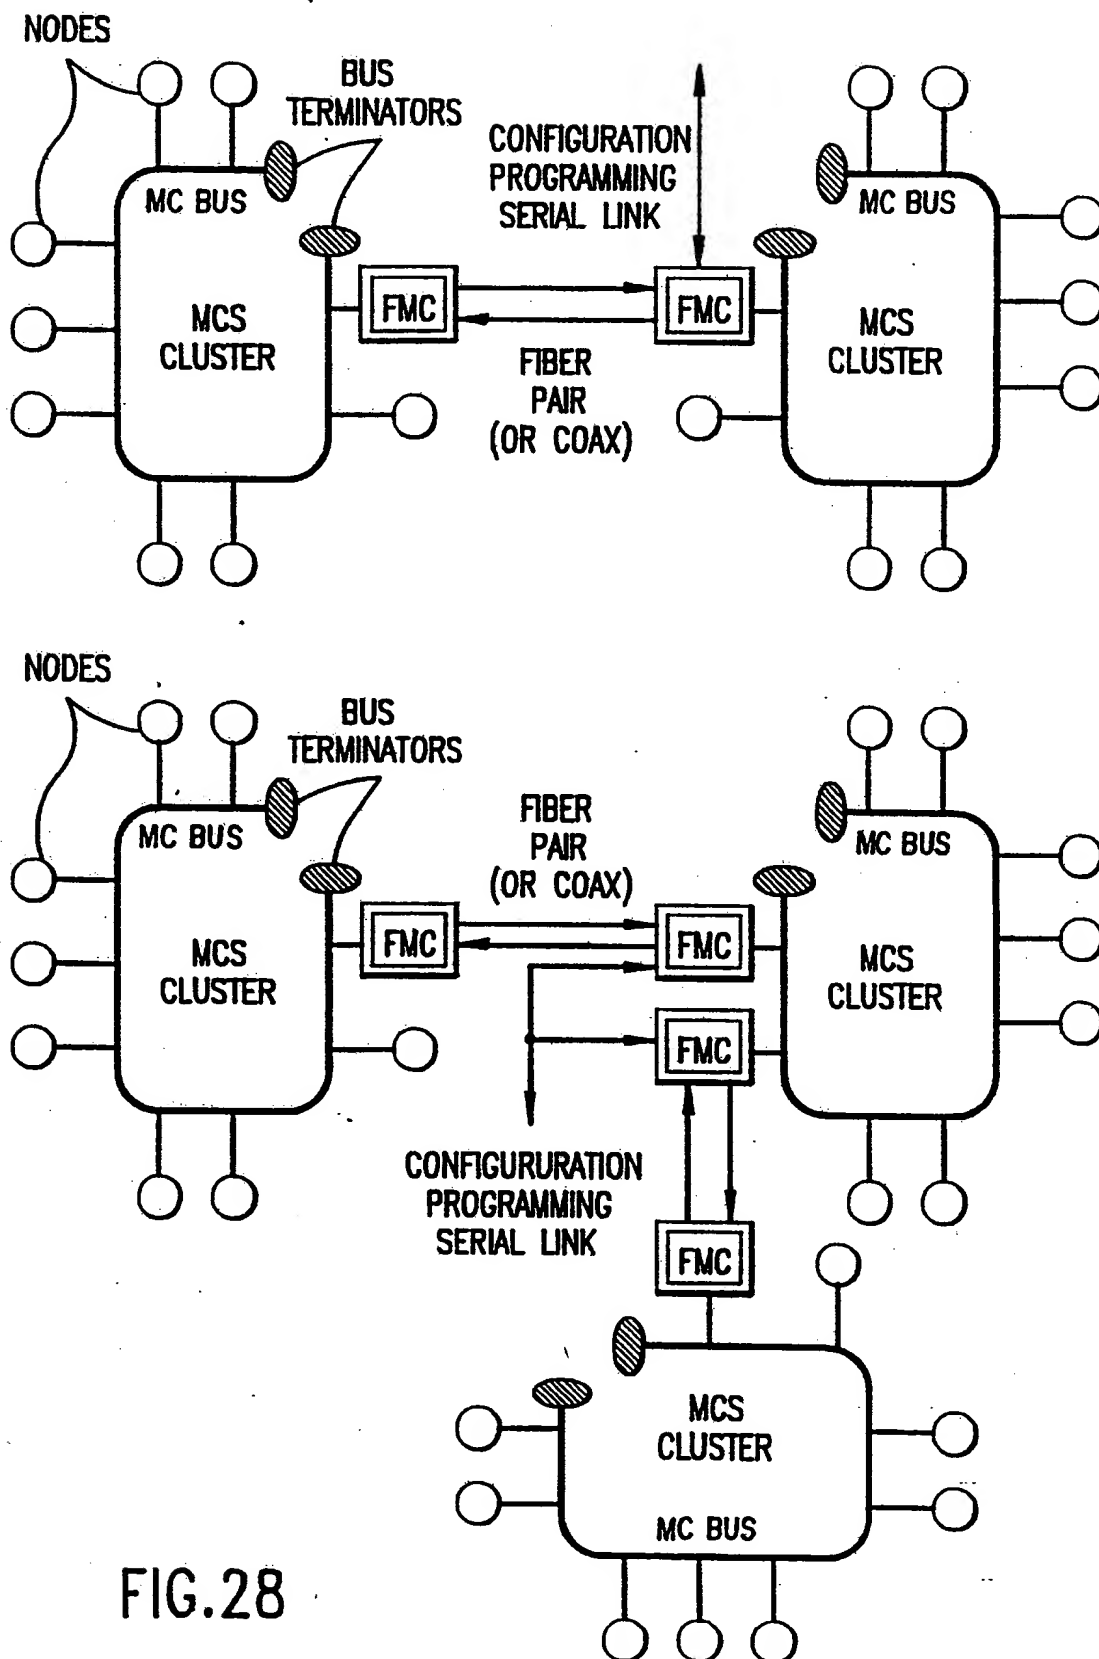 NODES
BUS
TERMINATORS
CONFIGURATION
PROGRAMMING
SERIAL LINK
MC BUS
MC BUS
FMC
FMC
MCS
CLUSTER
MCS
CLUSTER
FIBER
PAIR
(OR COAX)
NODES
BUS
TERMINATORS
FIBER
PAIR
(OR COAX)
MC BUS
MC BUS
FMC
FMC
MCS
CLUSTER
MCS
CLUSTER
FMC
CONFIGURURATION
PROGRAMMING
SERIAL LINK
FMC
MCS
CLUSTER
MC BUS
FIG.28